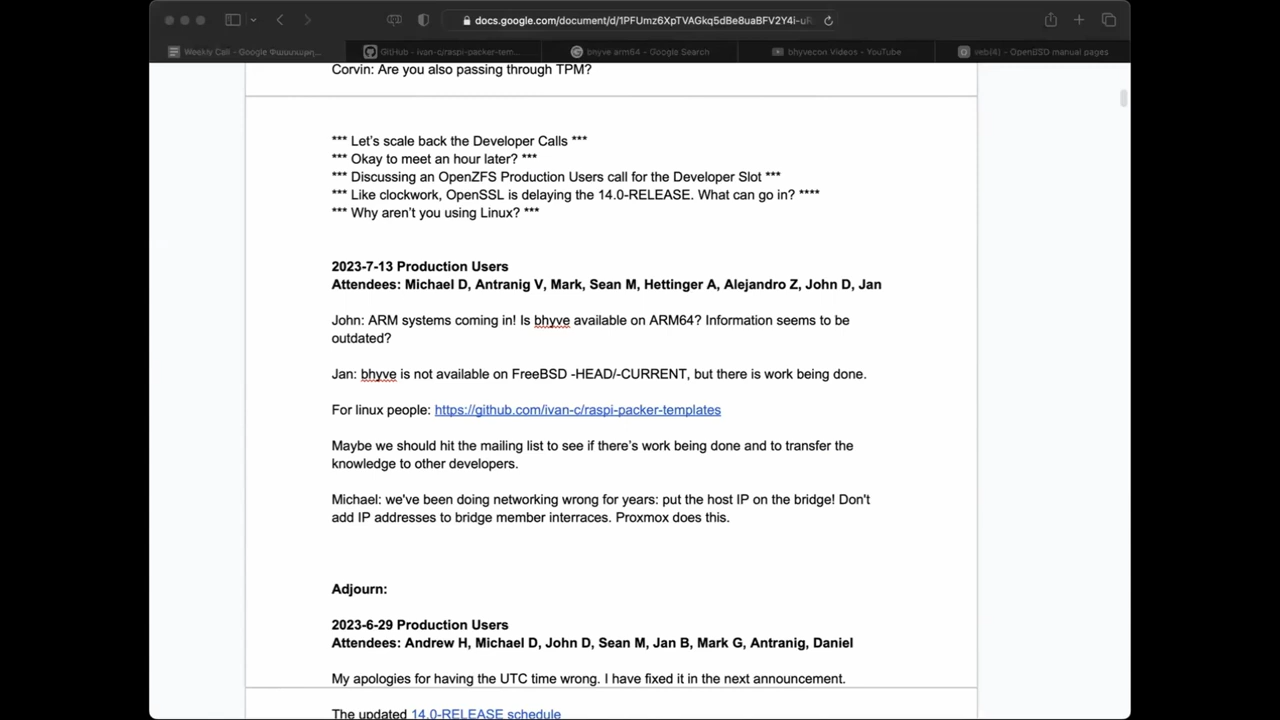 docs.google.com/document/d/1PFUmz6XpTVAGkq5dBe8uaBFV2Y4i-uR
Weekly Call - Google Φωσσυρη...
GitHub - ivan-c/raspi-packer-tem...
bhyve arm64 - Google Search
bhyvecon Videos - YouTube
veb(4) - OpenBSD manual pages
Corvin: Are you also passing through TPM?
*** Let's scale back the Developer Calls ***
*** Okay to meet an hour later? ***
*** Discussing an OpenZFS Production Users call for the Developer Slot ***
*** Like clockwork, OpenSSL is delaying the 14.0-RELEASE. What can go in? ****
*** Why aren't you using Linux? ***
2023-7-13 Production Users
Attendees: Michael D, Antranig V, Mark, Sean M, Hettinger A, Alejandro Z, John D, Jan
John: ARM systems coming in! Is bhyve available on ARM64? Information seems to be
outdated?
Jan: bhyve is not available on FreeBSD -HEAD/-CURRENT, but there is work being done.
For linux people: https://github.com/ivan-c/raspi-packer-templates
Maybe we should hit the mailing list to see if there's work being done and to transfer the
knowledge to other developers.
Michael: we've been doing networking wrong for years: put the host IP on the bridge! Don't
add IP addresses to bridge member interraces. Proxmox does this.
Adjourn:
2023-6-29 Production Users
Attendees: Andrew H, Michael D, John D, Sean M, Jan B, Mark G, Antranig, Daniel
My apologies for having the UTC time wrong. I have fixed it in the next announcement.
The updated 14.0-RELEASE schedule